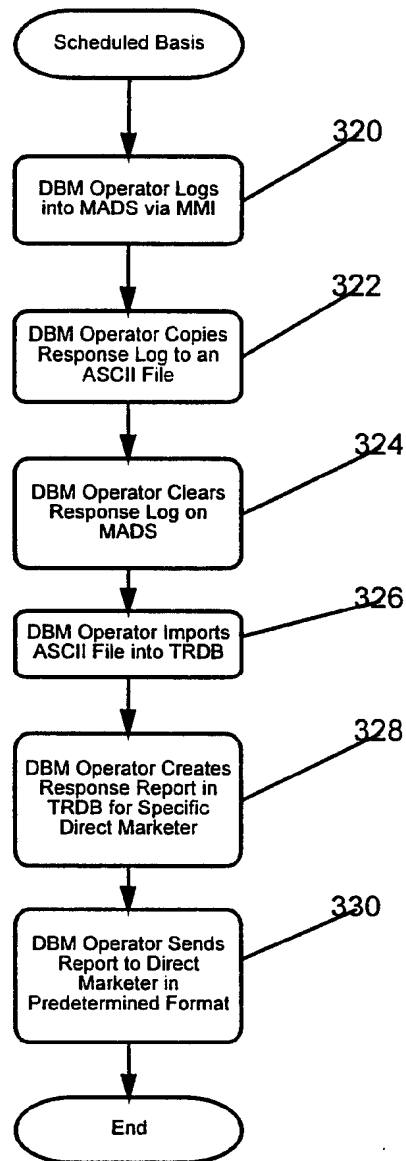 Scheduled Basis
320
DBM Operator Logs
into MADS via MMI
322
DBM Operator Copies
Response Log to an
ASCII File
324
DBM Operator Clears
Response Log on
MADS
326
DBM Operator Imports
ASCII File into TRDB
328
DBM Operator Creates
Response Report in
TRDB for Specific
Direct Marketer
330
DBM Operator Sends
Report to Direct
Marketer in
Predetermined Format
End